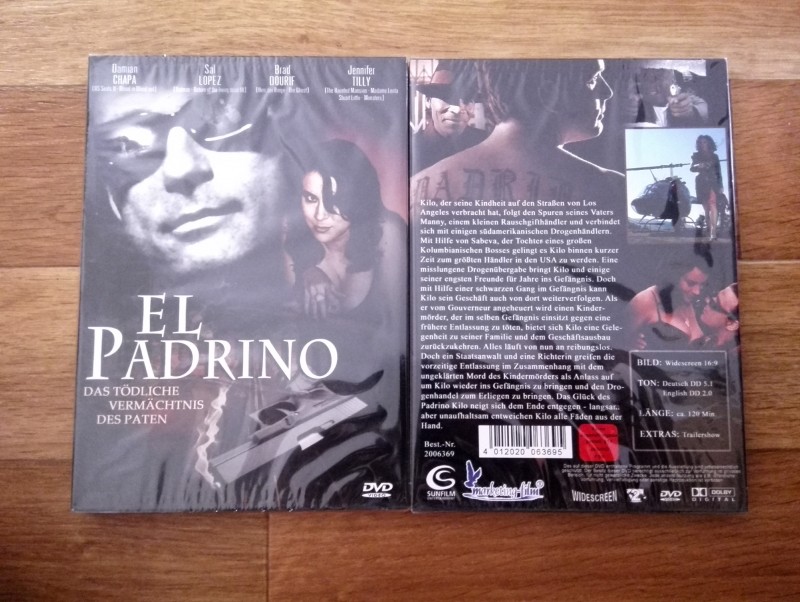 Damian
CHAPA
Sal
LOPEZ
Brad
DOURIF
Jennifer
TILLY
EL
PADRINO
DAS TÖDLICHE
VERMÄCHTNIS
DES PATEN
DVD
VIDEO
PADRINO
Kilo, der seine Kindheit auf den Straßen von Los
Angeles verbracht hat, folgt den Spuren seines Vaters
Manny, einem kleinen Rauschgifthändler und verbindet
sich mit einigen südamerikanischen Drogenhändlern.
Mit Hilfe von Sabeva, der Tochter eines großen
Kolumbianischen Bosses gelingt es Kilo binnen kurzer
Zeit zum größten Händler in den USA zu werden. Eine
misslungene Drogenübergabe bringt Kilo und einige
seiner engsten Freunde für Jahre ins Gefängnis. Doch
mit Hilfe einer schwarzen Gang im Gefängnis kann
Kilo sein Geschäft auch von dort weiterverfolgen. Als
er vom Gouverneur angeheuert wird einen Kinder-
mörder, der im selben Gefängnis einsitzt gegen eine
frühere Entlassung zu töten, bietet sich Kilo eine Gele-
genheit zu seiner Familie und dem Geschäftsausbau
zurückzukehren. Alles läuft von nun an reibungslos.
Doch ein Staatsanwalt und eine Richterin greifen die
vorzeitige Entlassung im Zusammenhang mit dem
ungeklärten Mord des Kindermörders als Anlass auf
um Kilo wieder ins Gefängnis zu bringen und den Dro-
genhandel zum Erliegen zu bringen. Das Glück des
Padrino Kilo neigt sich dem Ende entgegen - langsat..
aber unaufhaltsam entweichen Kilo alle Fäden aus der
Hand.
BILD: Widescreen 16:9
TON: Deutsch DD 5.1
English DD 2.0
LÄNGE: ca. 120 Min
EXTRAS: Trailershow
Best.-Nr.
2006369
4 012020 063695
SUNFILM
marketing-film
WIDESCREEN
DVD
DOLBY
DIGITAL